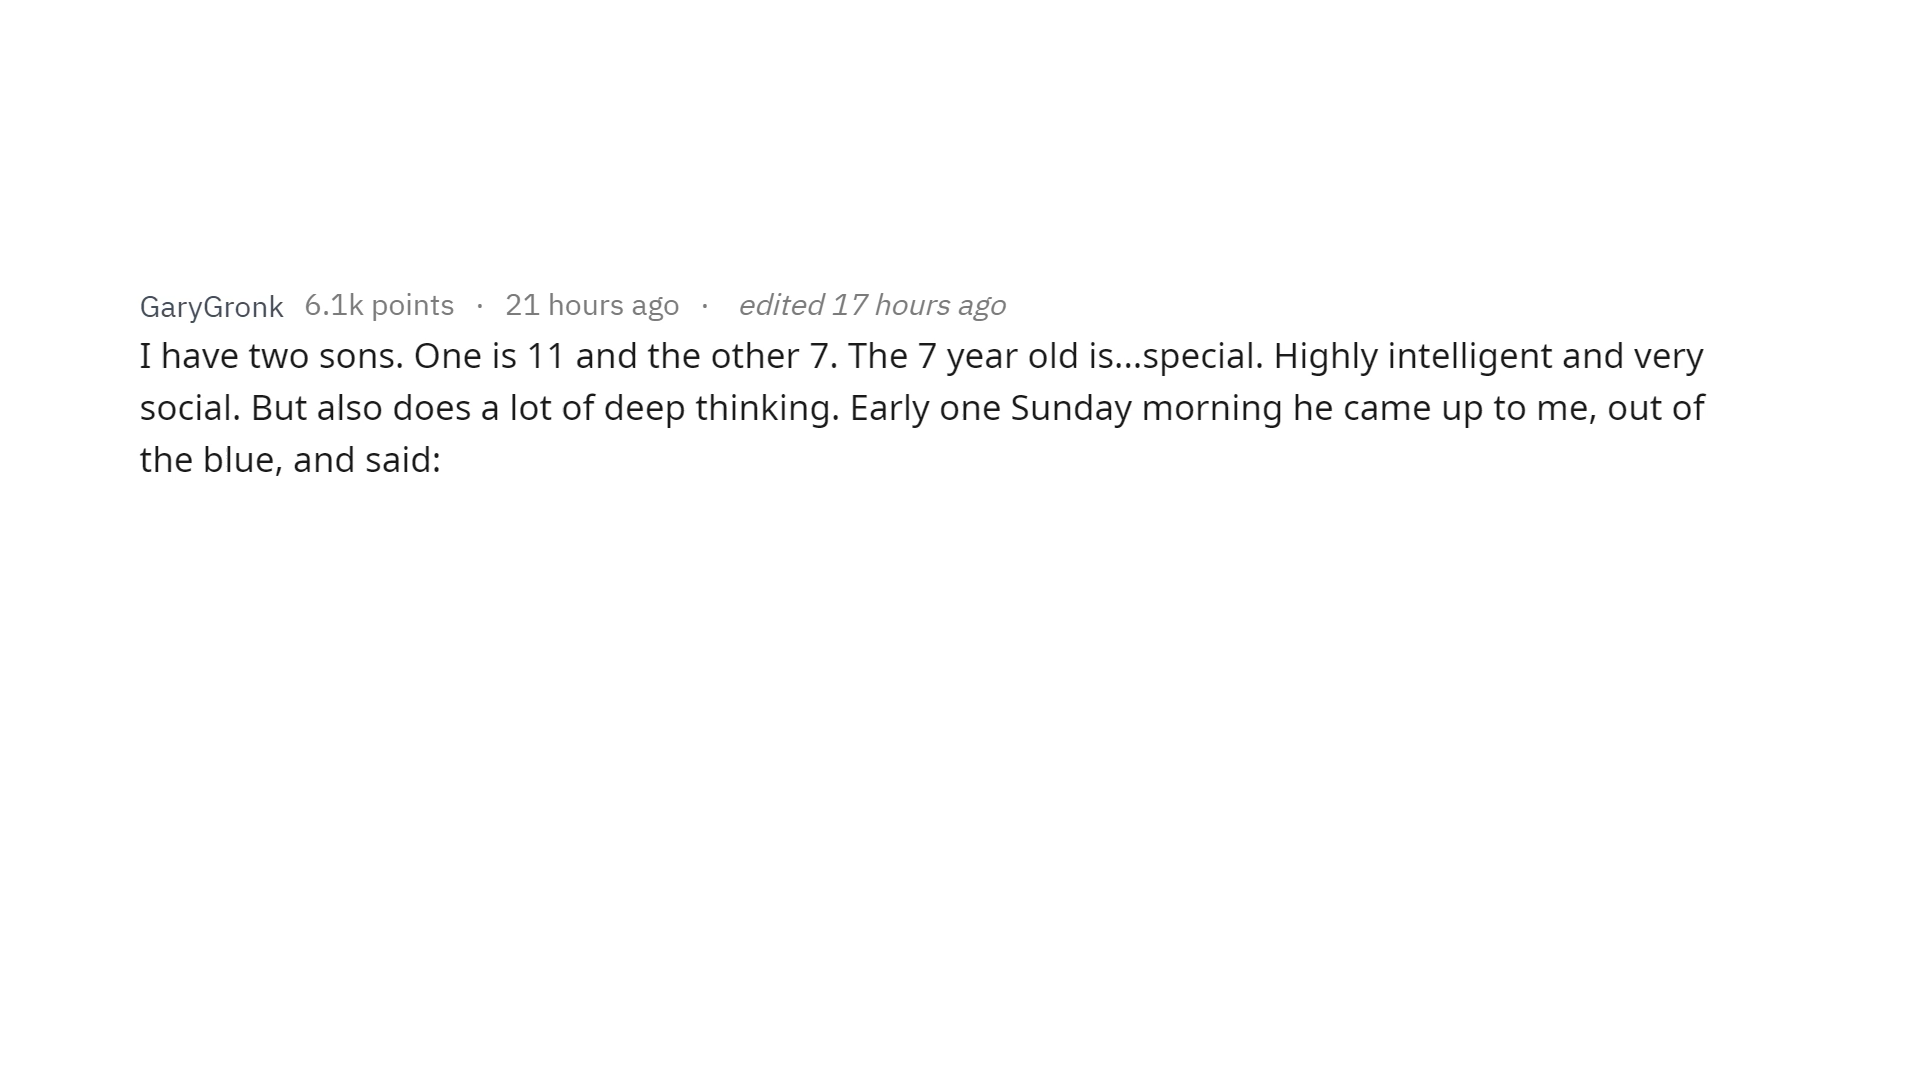 GaryGronk 6.1k points · 21 hours ago · edited 17 hours ago
I have two sons. One is 11 and the other 7. The 7 year old is...special. Highly intelligent and very
social. But also does a lot of deep thinking. Early one Sunday morning he came up to me, out of
the blue, and said: